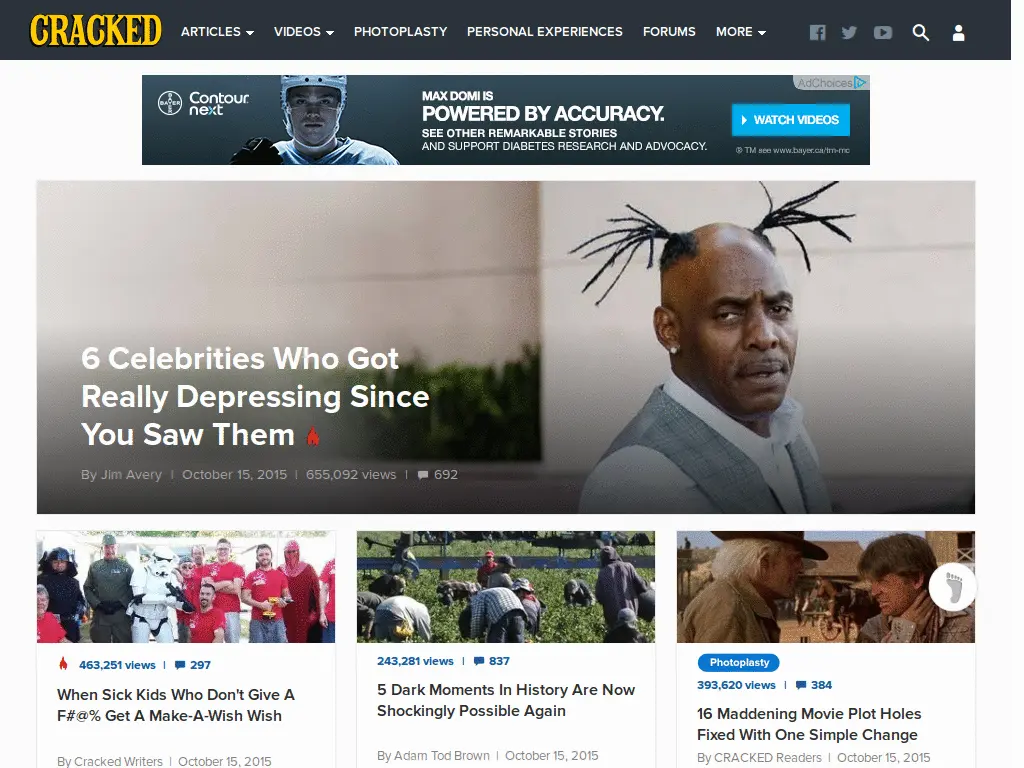 CRACKED
ARTICLES VIDEOS PHOTOPLASTY PERSONAL EXPERIENCES FORUMS MORE
AdChoices
BAYER
Contour next
MAX DOMI IS
POWERED BY ACCURACY.
SEE OTHER REMARKABLE STORIES
AND SUPPORT DIABETES RESEARCH AND ADVOCACY.
WATCH VIDEOS
® TM see www.bayer.ca/tm-mc
6 Celebrities Who Got
Really Depressing Since
You Saw Them
By Jim Avery | October 15, 2015 | 655,092 views | 692
463,251 views | 297
When Sick Kids Who Don't Give A
F#@% Get A Make-A-Wish Wish
By Cracked Writers | October 15, 2015
243,281 views | 837
5 Dark Moments In History Are Now
Shockingly Possible Again
By Adam Tod Brown | October 15, 2015
Photoplasty
393,620 views | 384
16 Maddening Movie Plot Holes
Fixed With One Simple Change
By CRACKED Readers | October 15, 2015